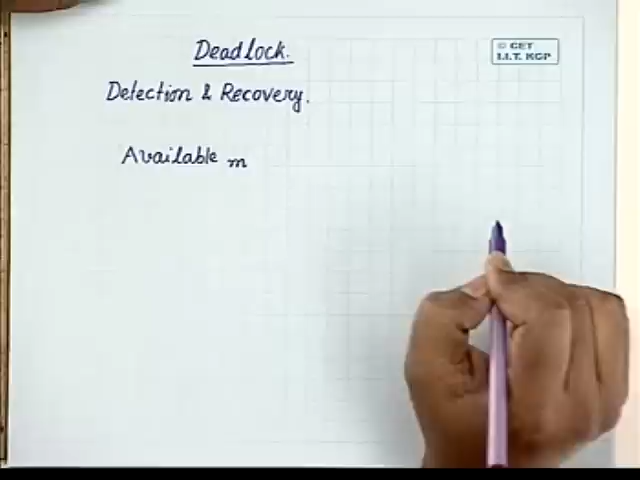 Deadlock.
© CET
I.I.T. KGP
Detection & Recovery.
Available m